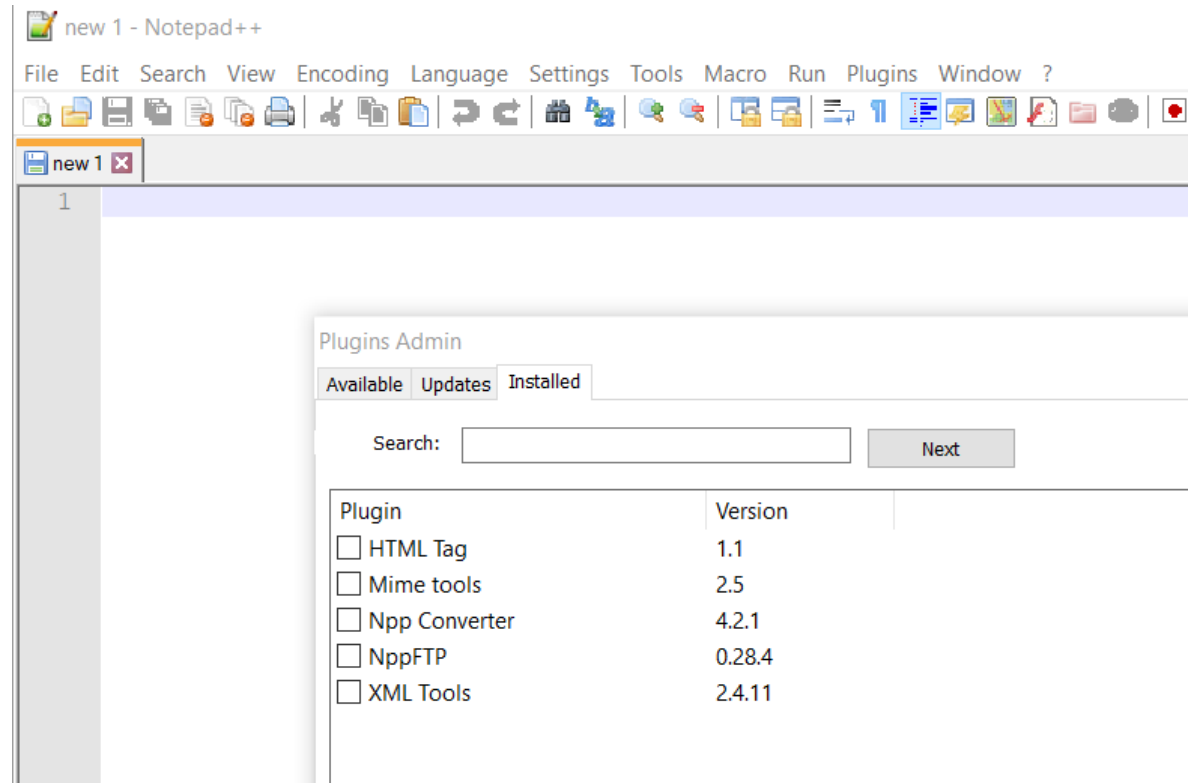 new 1 - Notepad++
File Edit Search View Encoding Language Settings Tools Macro Run Plugins Window ?
new 1
1
Plugins Admin
Available Updates Installed
Search: Next
Plugin Version
HTML Tag 1.1
Mime tools 2.5
Npp Converter 4.2.1
NppFTP 0.28.4
XML Tools 2.4.11